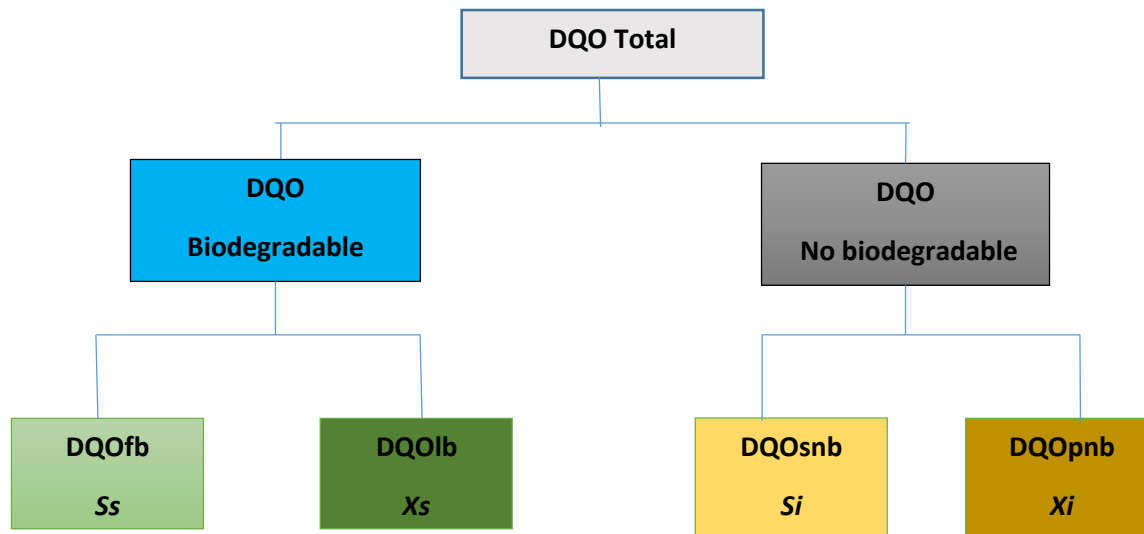 DQO Total
DQO
Biodegradable
DQO
No biodegradable
DQOfb
Ss
DQOlb
Xs
DQOsnb
Si
DQOpnb
Xi